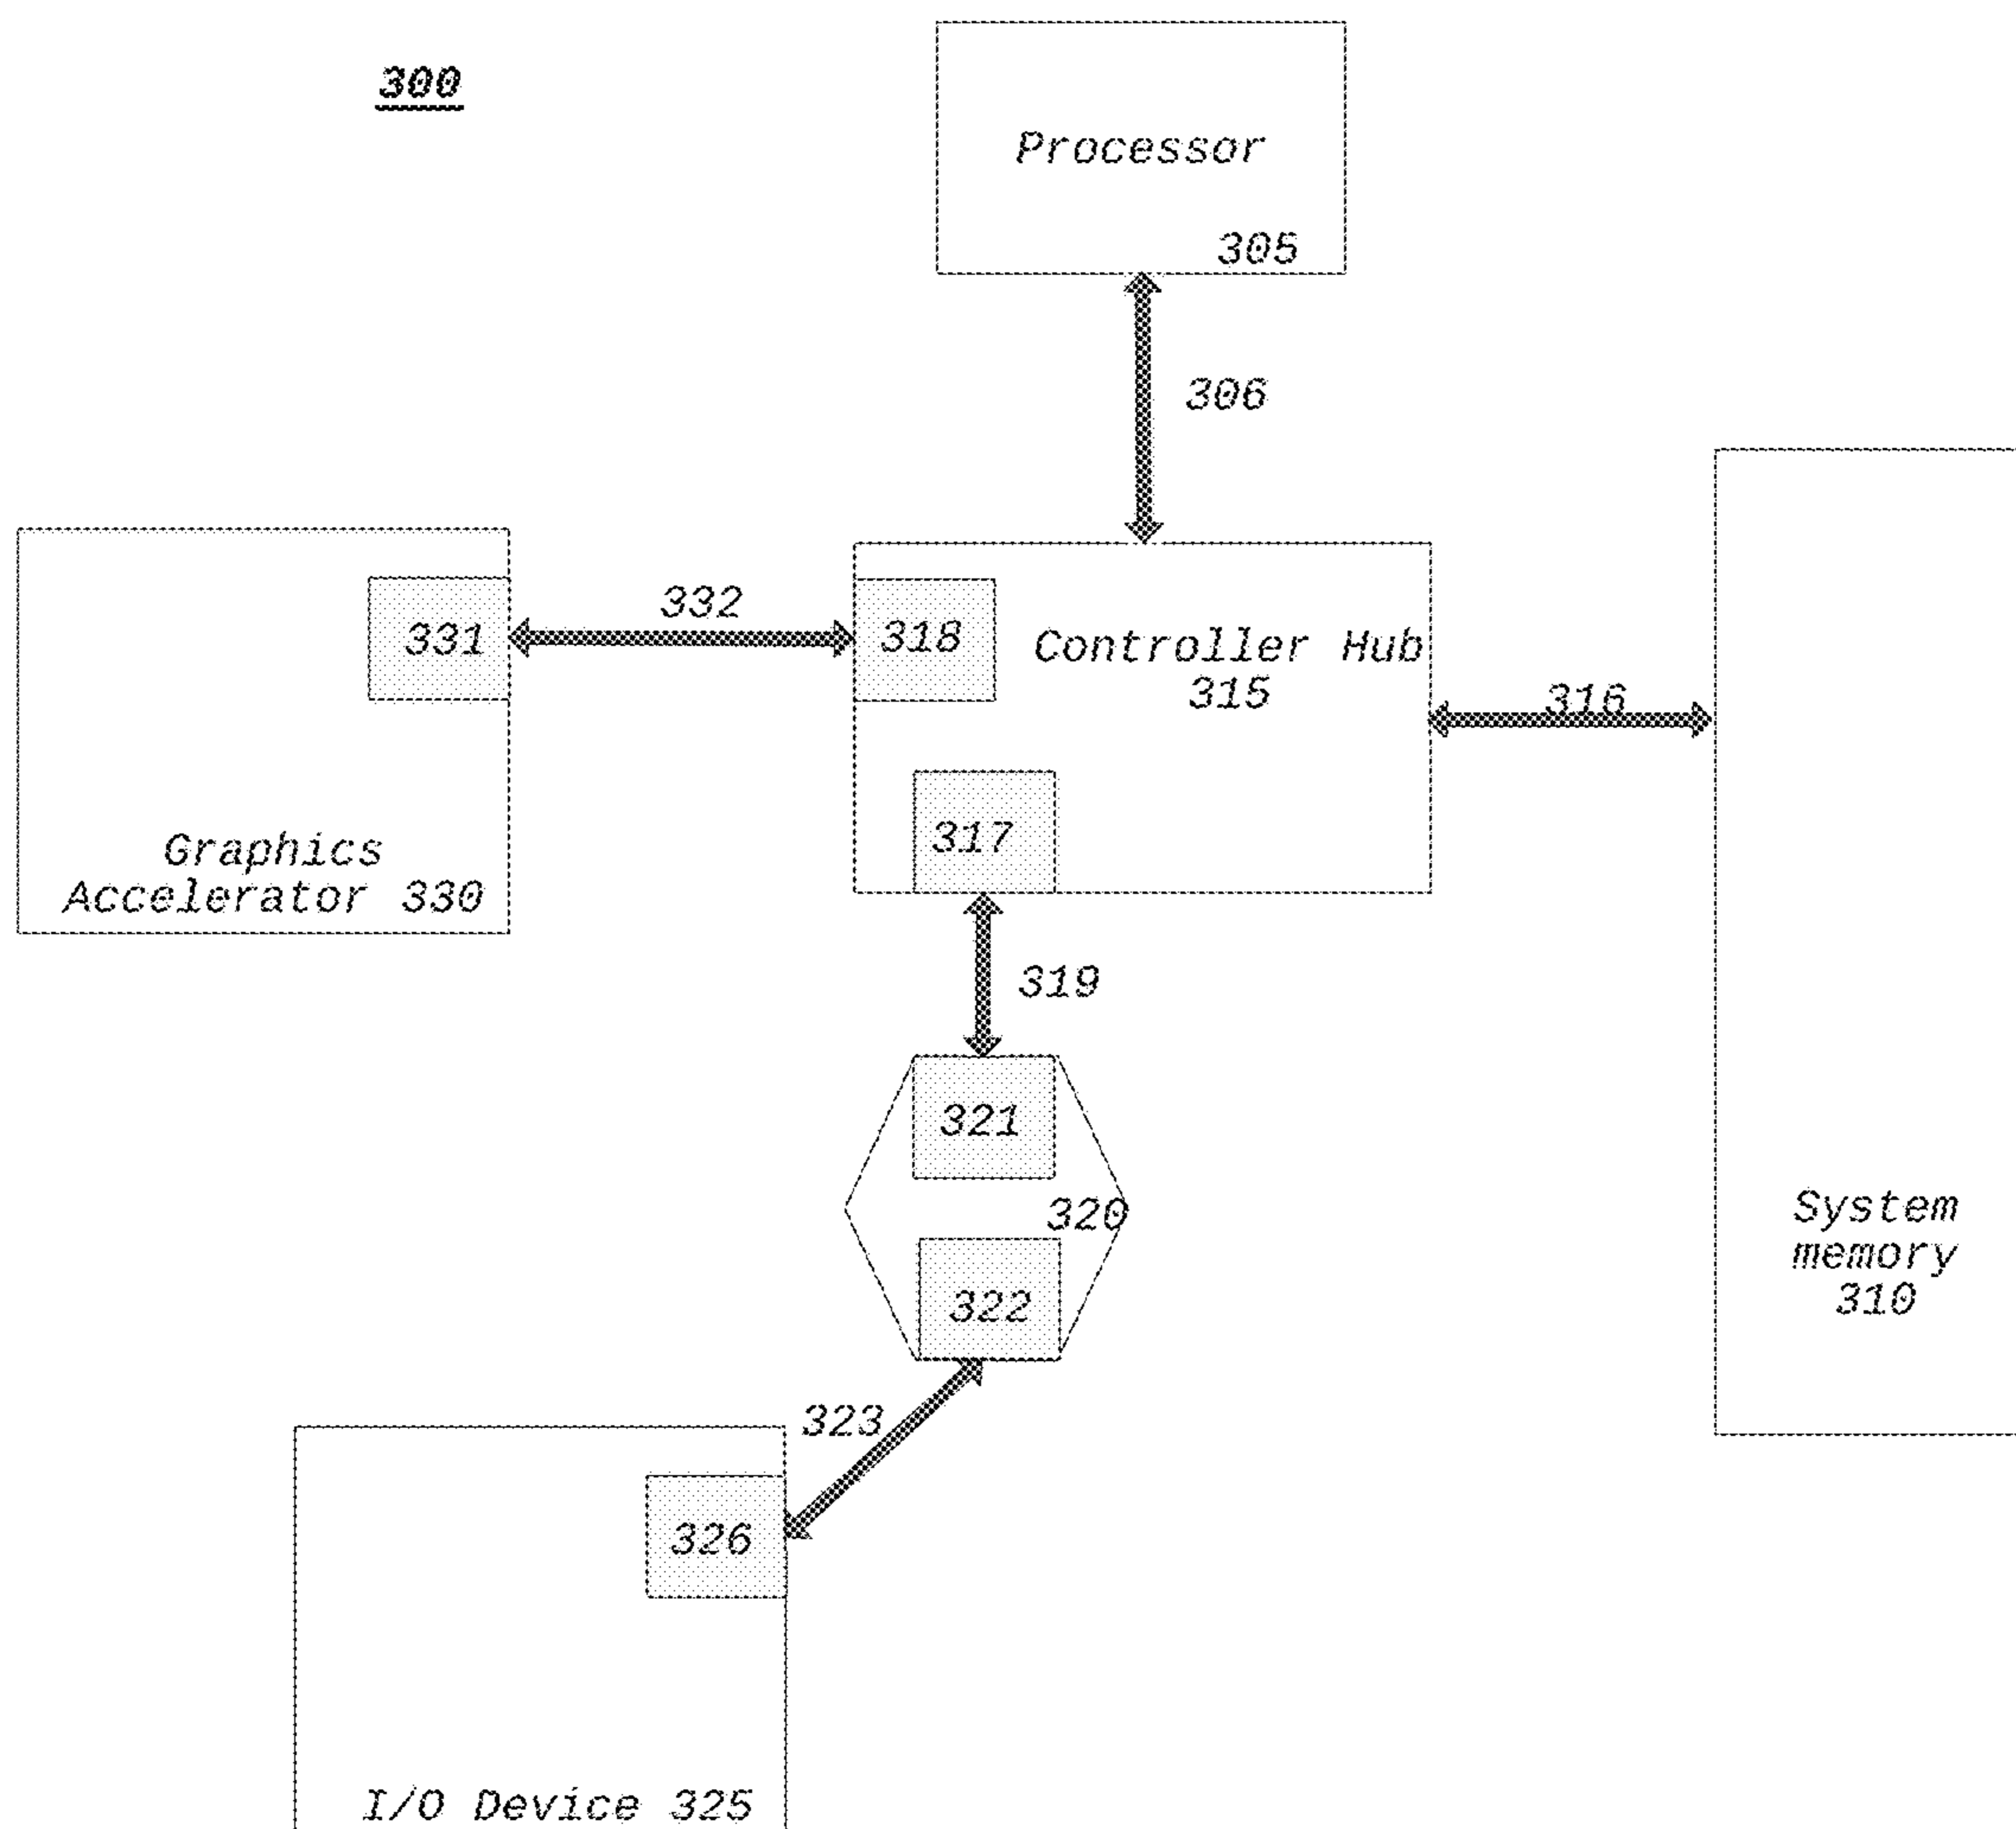 300
Processor
305
306
332
331
318
Controller Hub
315
316
317
Graphics
Accelerator 330
319
321
320
322
System
memory
310
323
326
I/O Device 325